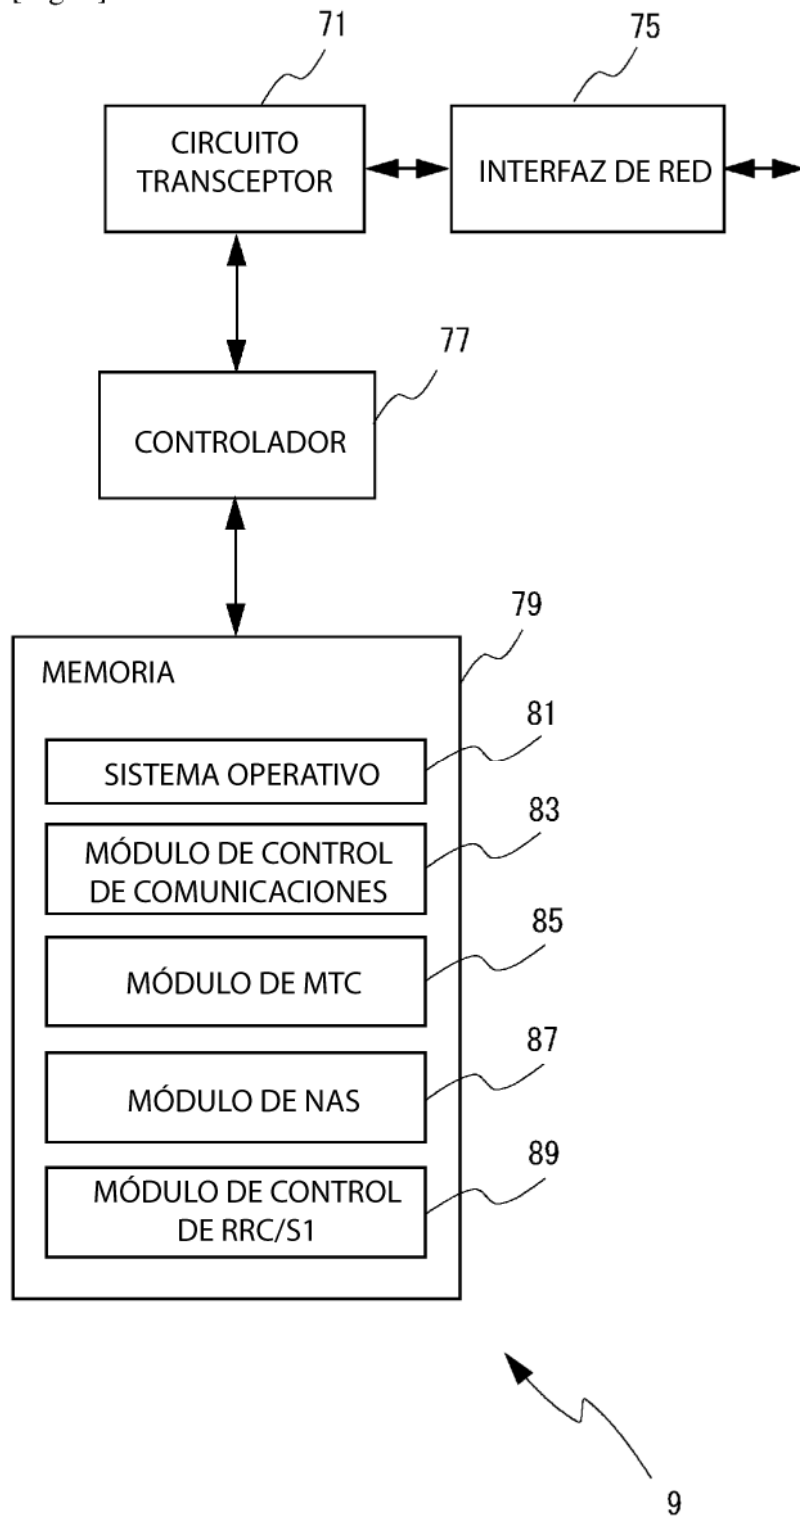 71
75
CIRCUITO
TRANSCEPTOR
INTERFAZ DE RED
77
CONTROLADOR
79
MEMORIA
81
SISTEMA OPERATIVO
83
MÓDULO DE CONTROL
DE COMUNICACIONES
85
MÓDULO DE MTC
87
MÓDULO DE NAS
89
MÓDULO DE CONTROL
DE RRC/S1
9